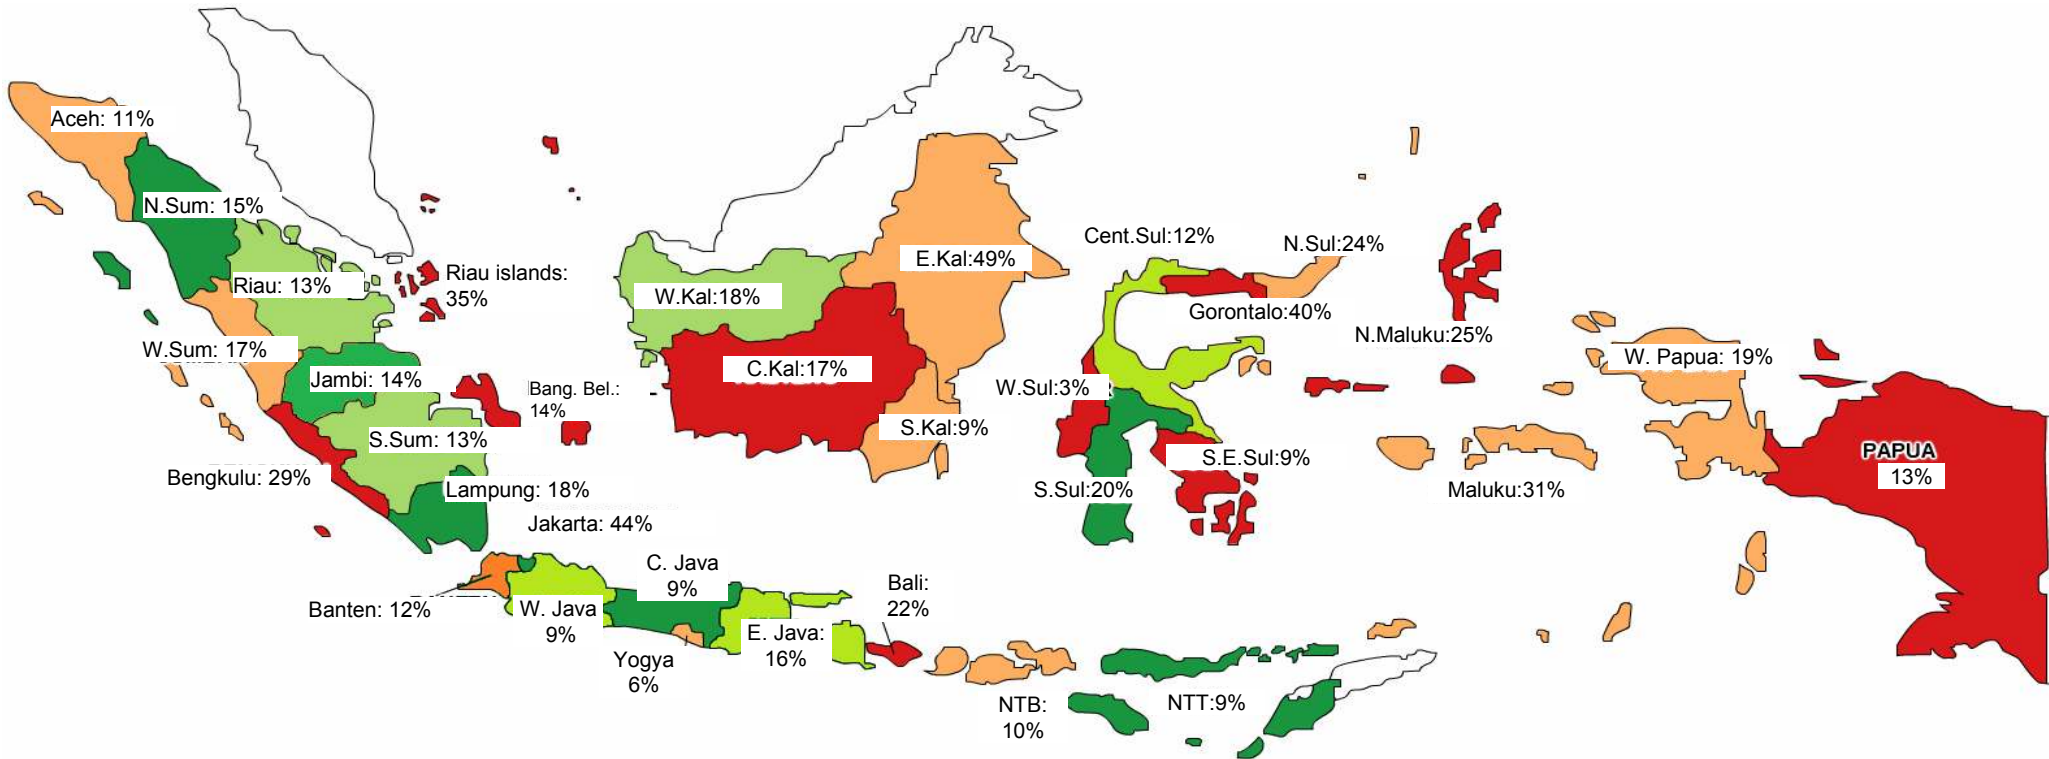 Aceh: 11%
N.Sum: 15%
Riau: 13%
Riau islands:
35%
W.Sum: 17%
Jambi: 14%
Bang. Bel.:
14%
S.Sum: 13%
Bengkulu: 29%
Lampung: 18%
Jakarta: 44%
Banten: 12%
W. Java
9%
C. Java
9%
Yogya
6%
E. Java:
16%
Bali:
22%
NTB:
10%
NTT:9%
W.Kal:18%
E.Kal:49%
C.Kal:17%
S.Kal:9%
Cent.Sul:12%
N.Sul:24%
Gorontalo:40%
W.Sul:3%
S.E.Sul:9%
S.Sul:20%
N.Maluku:25%
Maluku:31%
W. Papua: 19%
PAPUA
13%